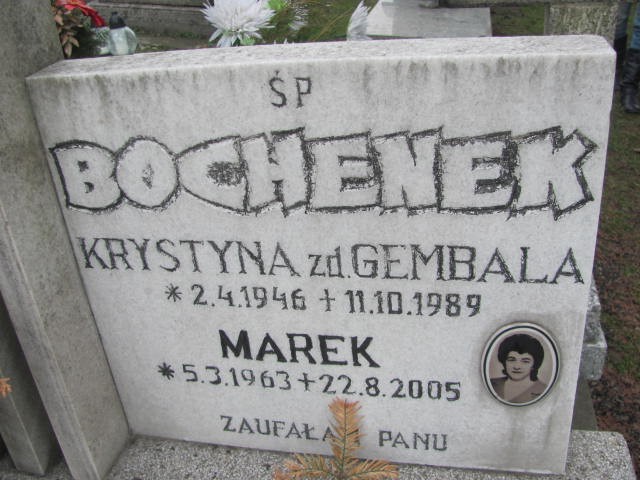 ŚP
BOCHENEK
KRYSTYNA zd. GEMBALA
* 2.4.1946 + 11.10.1989
MAREK
* 5.3.1963 + 22.8.2005
PANU